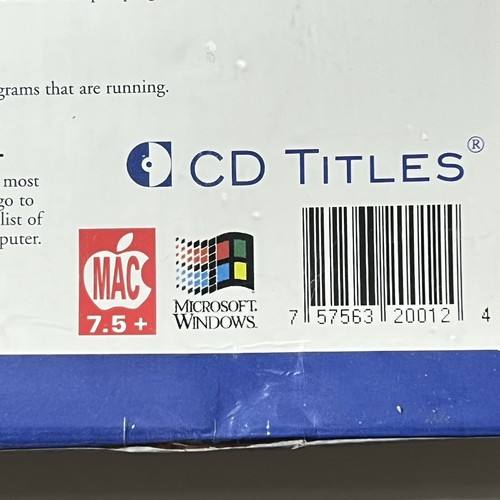 grams that are running.
most
go to
list of
puter.
CD TITLES®
MAC
7.5+
MICROSOFT.
WINDOWS.
7 57563 20012 4